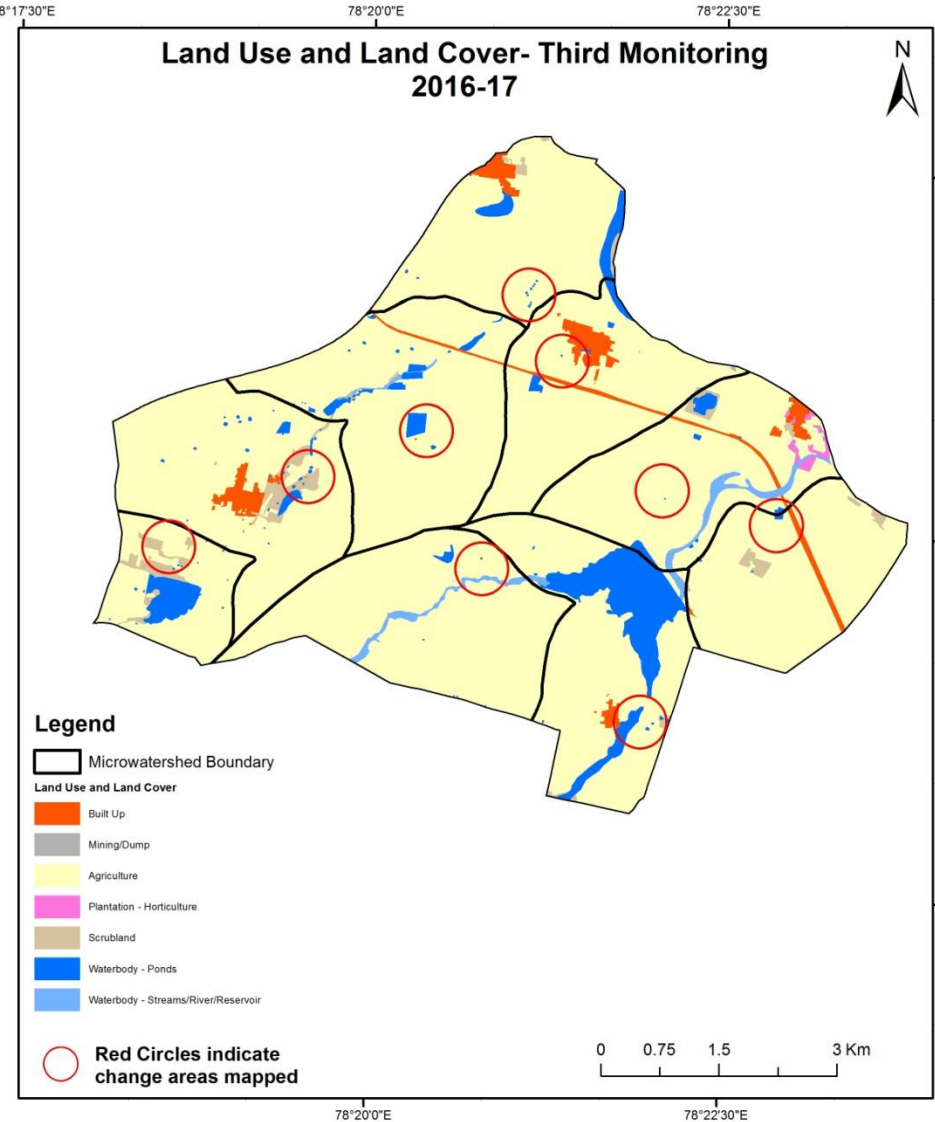 8°17'30"E 78°20'0"E 78°22'30"E
Land Use and Land Cover- Third Monitoring
2016-17
N
Legend
Microwatershed Boundary
Land Use and Land Cover
Built Up
Mining/Dump
Agriculture
Plantation - Horticulture
Scrubland
Waterbody - Ponds
Waterbody - Streams/River/Reservoir
Red Circles indicate
change areas mapped
0 0.75 1.5 3 Km
78°20'0"E 78°22'30"E